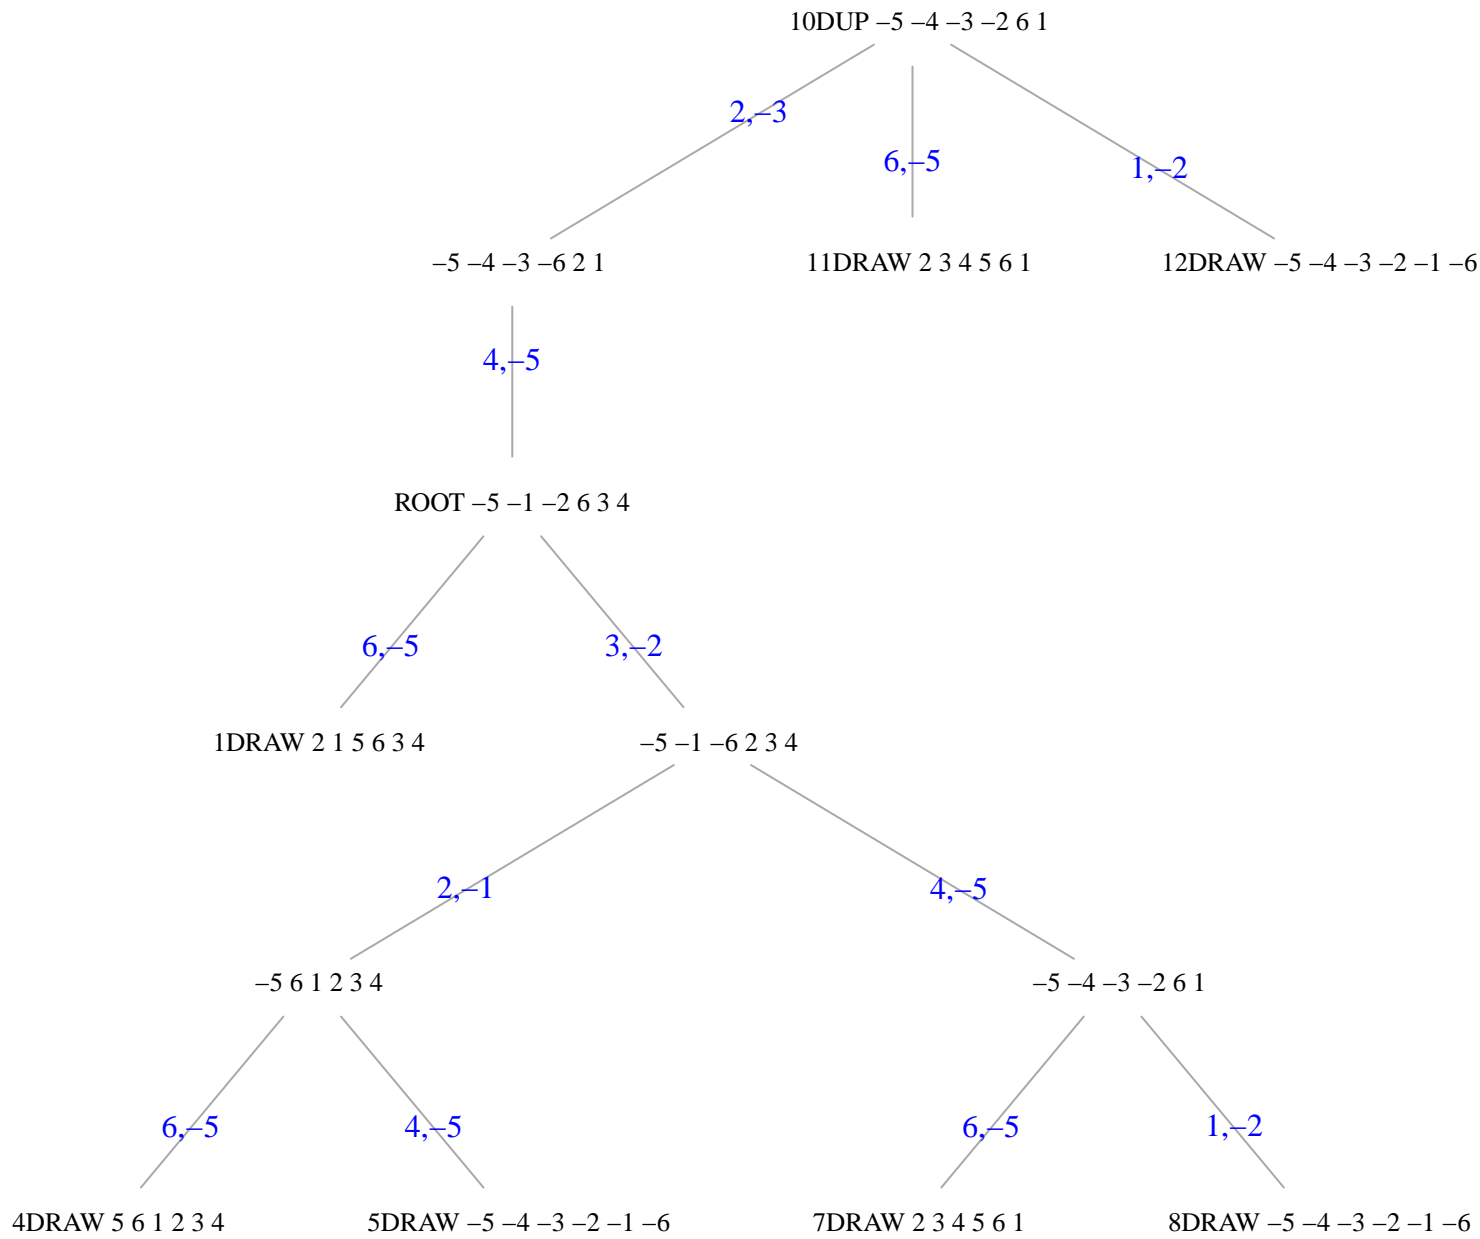 10DUP –5 –4 –3 –2 6 1
2,–3
6,–5
1,–2
–5 –4 –3 –6 2 1
11DRAW 2 3 4 5 6 1
12DRAW –5 –4 –3 –2 –1 –6
4,–5
ROOT –5 –1 –2 6 3 4
6,–5
3,–2
1DRAW 2 1 5 6 3 4
–5 –1 –6 2 3 4
2,–1
4,–5
–5 6 1 2 3 4
–5 –4 –3 –2 6 1
6,–5
4,–5
6,–5
1,–2
4DRAW 5 6 1 2 3 4
5DRAW –5 –4 –3 –2 –1 –6
7DRAW 2 3 4 5 6 1
8DRAW –5 –4 –3 –2 –1 –6